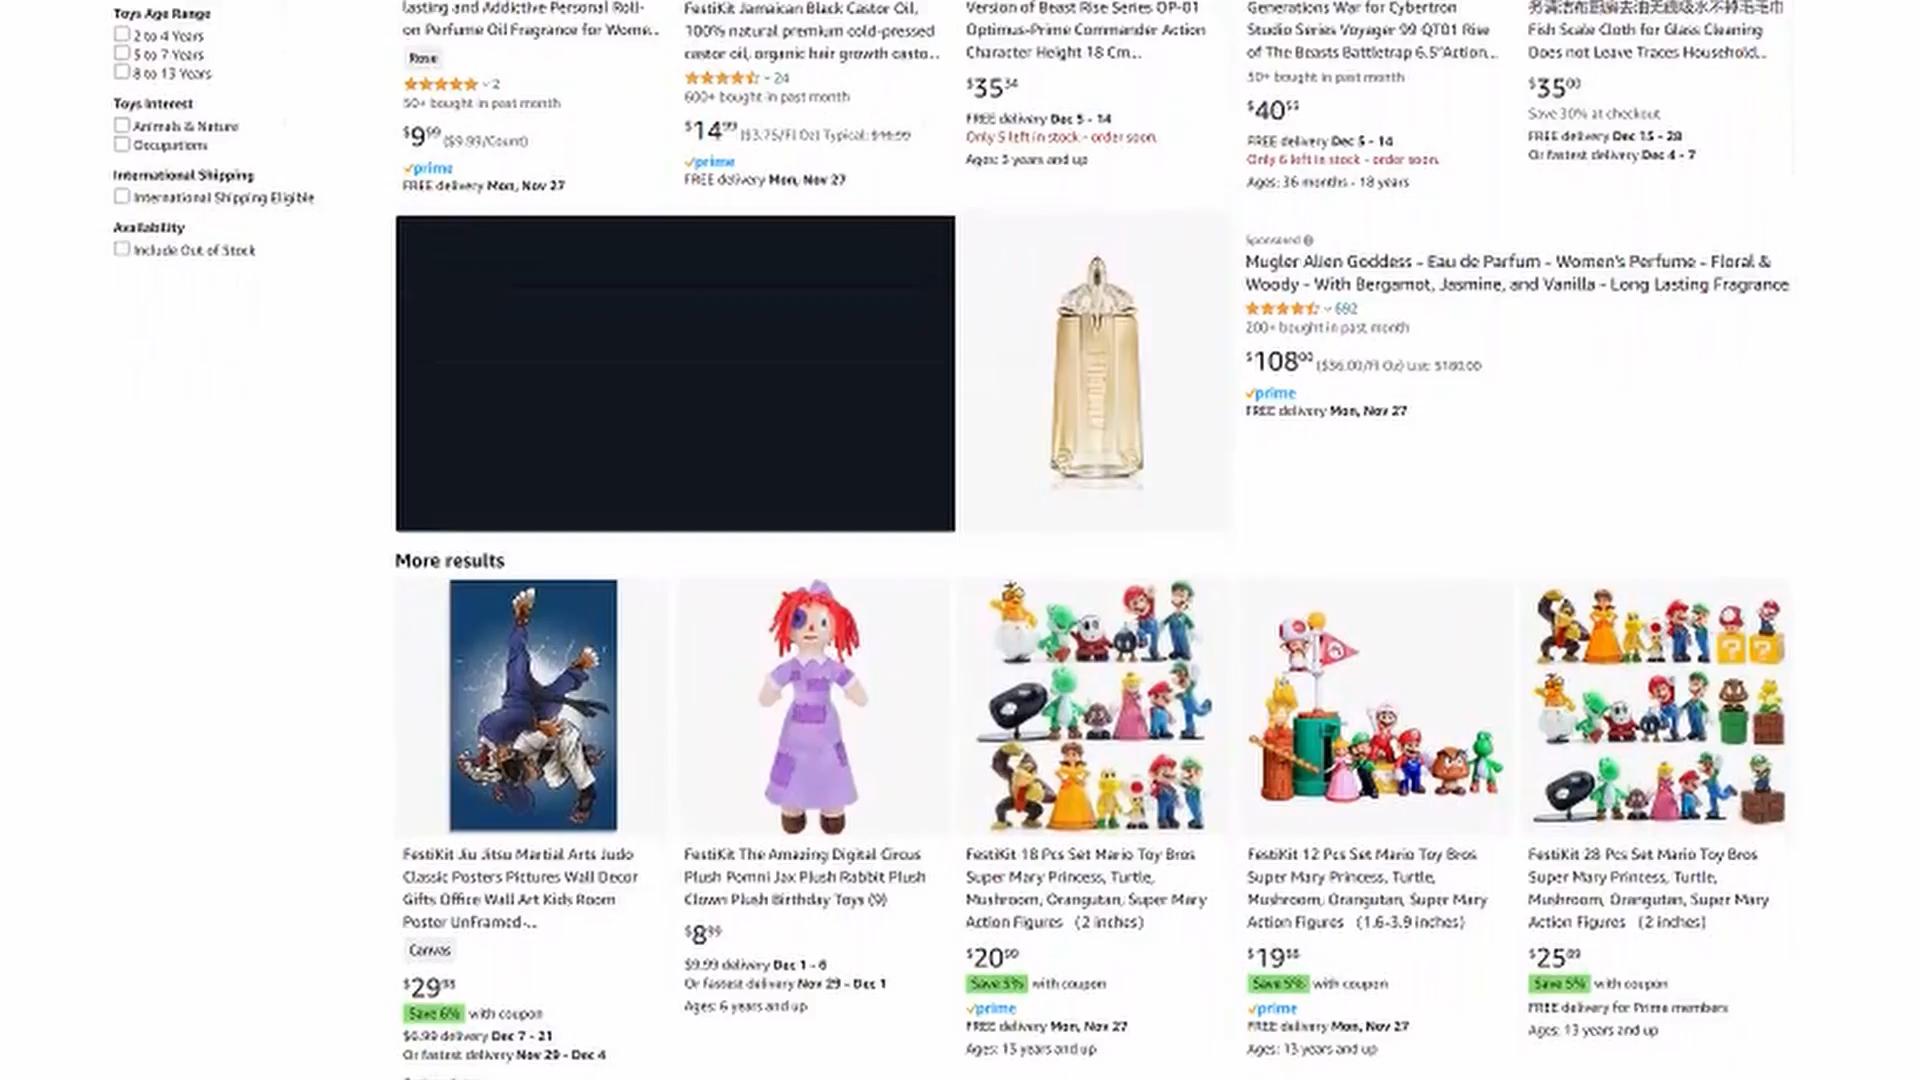 Toys Age Range
2 to 4 Years
5 to 7 Years
8 to 13 Years
Toys Interest
Animals & Nature
Occupations
International Shipping
International Shipping Eligible
Availability
Include Out of Stock
lasting and Addictive Personal Roll-
on Perfume Oil Fragrance for Wome...
Rose
2
50+ bought in past month
$9.99 ($9.99/Count)
prime
FREE delivery Mon, Nov 27
FestiKit Jamaican Black Castor Oil,
100% natural premium cold-pressed
castor oil, organic hair growth casto...
24
600+ bought in past month
$14.99 ($3.75/Fl Oz) Typical:
prime
FREE delivery Mon, Nov 27
Version of Beast Rise Series OP-01
Optimus-Prime Commander Action
Character Height 18 Cm...
$35.34
FREE delivery Dec 5 - 14
Only 5 left in stock - order soon.
Ages: 3 years and up
Generations War for Cybertron
Studio Series Voyager 99 QT01 Rise
of The Beasts Battletrap 6.5"Action...
50+ bought in past month
$40
FREE delivery Dec 5 - 14
Only 6 left in stock - order soon.
Ages: 36 months - 18 years
Fish Scale Cloth for Glass Cleaning
Does not Leave Traces Household...
$35.00
Save 30% at checkout
FREE delivery Dec 15 - 28
Or fastest delivery Dec 4 - 7
Sponsored
Mugler Alien Goddess - Eau de Parfum - Women's Perfume - Floral &
Woody - With Bergamot, Jasmine, and Vanilla - Long Lasting Fragrance
692
200+ bought in past month
$108.00 ($36.00/Fl Oz) List: $180.00
prime
FREE delivery Mon, Nov 27
More results
FestiKit Jiu Jitsu Martial Arts Judo
Classic Posters Pictures Wall Decor
Gifts Office Wall Art Kids Room
Poster UnFramed-...
Canvas
$29
Save 6% with coupon
$6.99 delivery Dec 7 - 21
Or fastest delivery Nov 29 - Dec 4
FestiKit The Amazing Digital Circus
Plush Pomni Jax Plush Rabbit Plush
Clown Plush Birthday Toys (9)
$8.99
$9.99 delivery Dec 1 - 6
Or fastest delivery Nov 29 - Dec 1
Ages: 6 years and up
FestiKit 18 Pcs Set Mario Toy Bros
Super Mary Princess, Turtle,
Mushroom, Orangutan, Super Mary
Action Figures （2 inches)
$20.99
Save 5% with coupon
prime
FREE delivery Mon, Nov 27
Ages: 13 years and up
FestiKit 12 Pcs Set Mario Toy Bros
Super Mary Princess, Turtle,
Mushroom, Orangutan, Super Mary
Action Figures （1.6-3.9 inches)
$19
Save 5% with coupon
prime
FREE delivery Mon, Nov 27
Ages: 13 years and up
FestiKit 28 Pcs Set Mario Toy Bros
Super Mary Princess, Turtle,
Mushroom, Orangutan, Super Mary
Action Figures （2 inches)
$25
Save 5% with coupon
FREE delivery for Prime members
Ages: 13 years and up